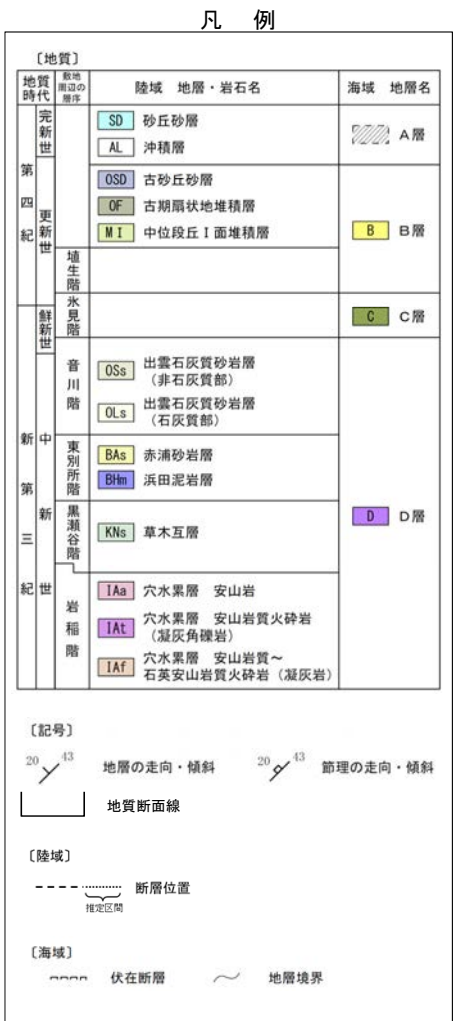 凡 例
〔地質〕
地質時代 敷地周辺の層序 陸域 地層・岩石名 海域 地層名
第四紀
完新世
SD 砂丘砂層
AL 沖積層
A層
更新世
OSD 古砂丘砂層
OF 古期扇状地堆積層
MI 中位段丘Ⅰ面堆積層
B B層
埴生階
新第三紀
鮮新世
氷見階
C C層
中新世
音川階
OSs 出雲石灰質砂岩層
(非石灰質部)
OLs 出雲石灰質砂岩層
(石灰質部)
東別所階
BAs 赤浦砂岩層
BHm 浜田泥岩層
黒瀬谷階
KNs 草木互層
D D層
岩稲階
IAa 穴水累層 安山岩
IAt 穴水累層 安山岩質火砕岩
(凝灰角礫岩)
IAf 穴水累層 安山岩質～
石英安山岩質火砕岩(凝灰岩)
〔記号〕
20 43 地層の走向・傾斜 20 43 節理の走向・傾斜
地質断面線
〔陸域〕
断層位置
推定区間
〔海域〕
伏在断層 地層境界